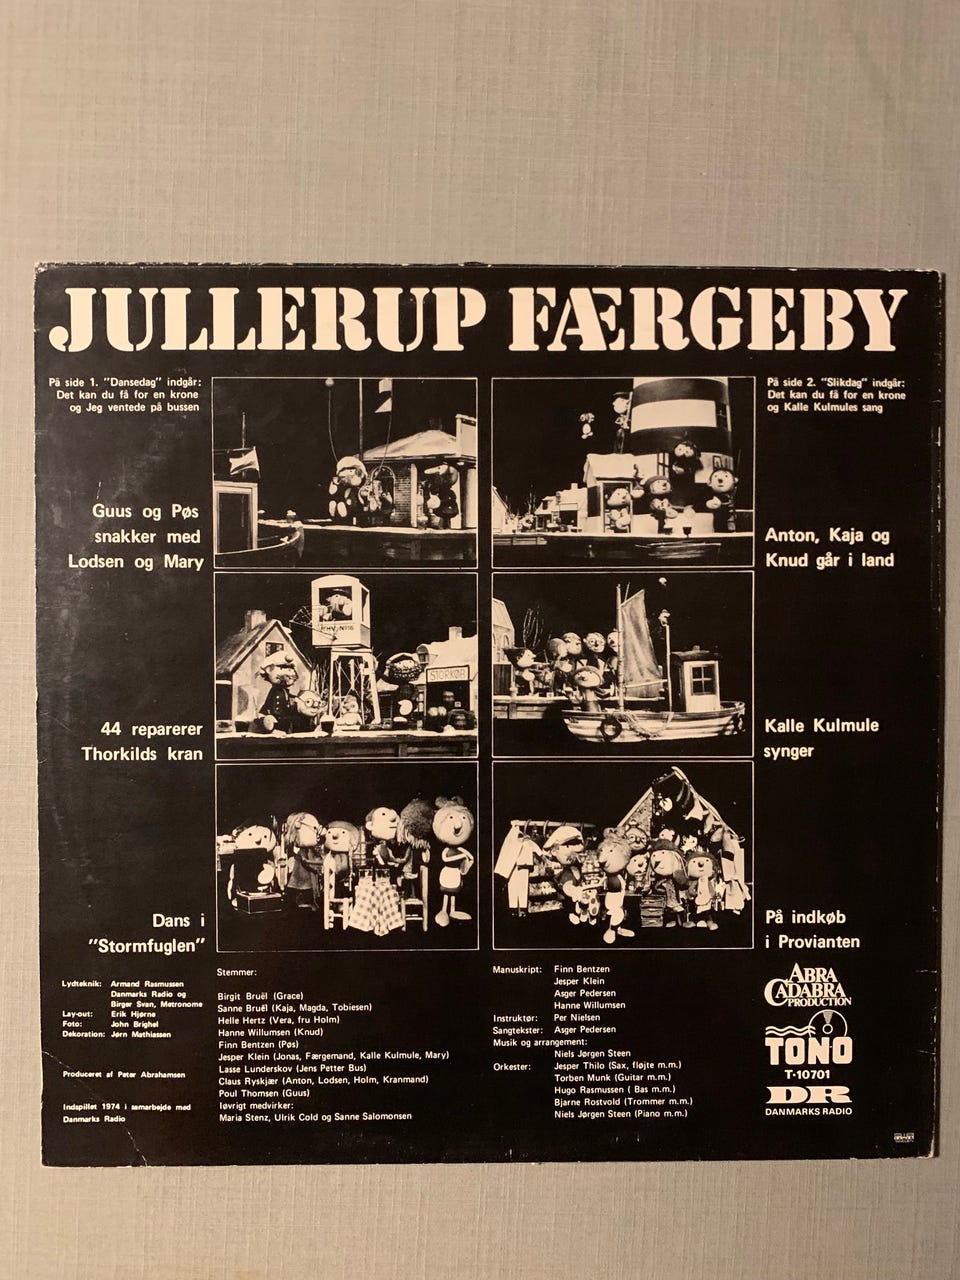 JULLERUP FÆRGEBY
På side 1. "Dansedag" indgår:
Det kan du få for en krone
og Jeg ventede på bussen
På side 2. "Slikdag" indgår:
Det kan du få for en krone
og Kalle Kulmules sang
Guus og Pøs
snakker med
Lodsen og Mary
Anton, Kaja og
Knud går i land
44 reparerer
Thorkilds kran
STORKØB
Kalle Kulmule
synger
Dans i
"Stormfuglen"
På indkøb
i Provianten
Lydteknik: Armand Rasmussen
Danmarks Radio og
Birger Svan, Metronome
Lay-out: Erik Hjørne
Foto: John Brighel
Dekoration: Jørn Mathiassen
Produceret af Peter Abrahamsen
Indspillet 1974 i samarbejde med
Danmarks Radio
Stemmer:
Birgit Bruël (Grace)
Sanne Bruël (Kaja, Magda, Tobiesen)
Helle Hertz (Vera, fru Holm)
Hanne Willumsen (Knud)
Finn Bentzen (Pøs)
Jesper Klein (Jonas, Færgemand, Kalle Kulmule, Mary)
Lasse Lunderskov (Jens Petter Bus)
Claus Ryskjær (Anton, Lodsen, Holm, Kranmand)
Poul Thomsen (Guus)
Iøvrigt medvirker:
Maria Stenz, Ulrik Cold og Sanne Salomonsen
Manuskript: Finn Bentzen
Jesper Klein
Asger Pedersen
Hanne Willumsen
Instruktør: Per Nielsen
Sangtekster: Asger Pedersen
Musik og arrangement:
Niels Jørgen Steen
Orkester: Jesper Thilo (Sax, fløjte m.m.)
Torben Munk (Guitar m.m.)
Hugo Rasmussen ( Bas m.m.)
Bjarne Rostvold (Trommer m.m.)
Niels Jørgen Steen (Piano m.m.)
ABRA
CADABRA
PRODUCTION
TONO
T-10701
DR
DANMARKS RADIO